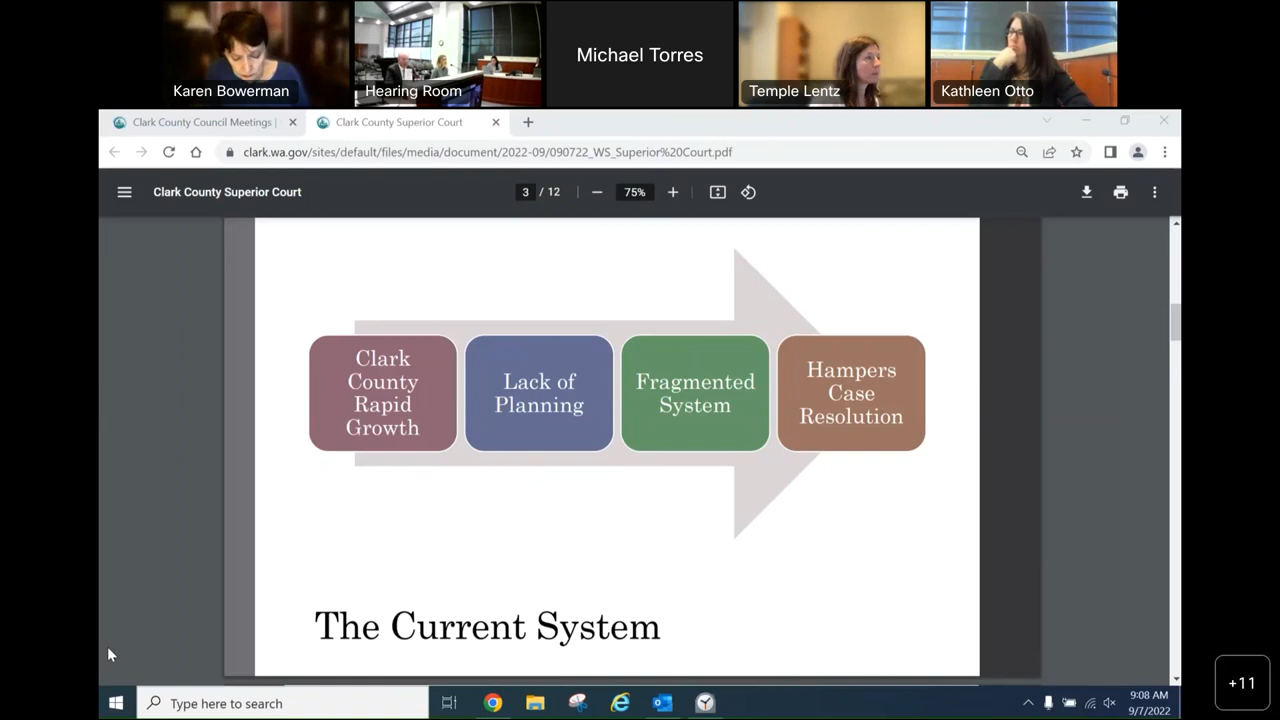 Michael Torres
Karen Bowerman
Hearing Room
Temple Lentz
Kathleen Otto
Clark County Council Meetings |
Clark County Superior Court
clark.wa.gov/sites/default/files/media/document/2022-09/090722_WS_Superior%20Court.pdf
Clark County Superior Court
3 / 12
75%
Clark
County
Rapid
Growth
Lack of
Planning
Fragmented
System
Hampers
Case
Resolution
The Current System
Type here to search
9:08 AM
9/7/2022
+11